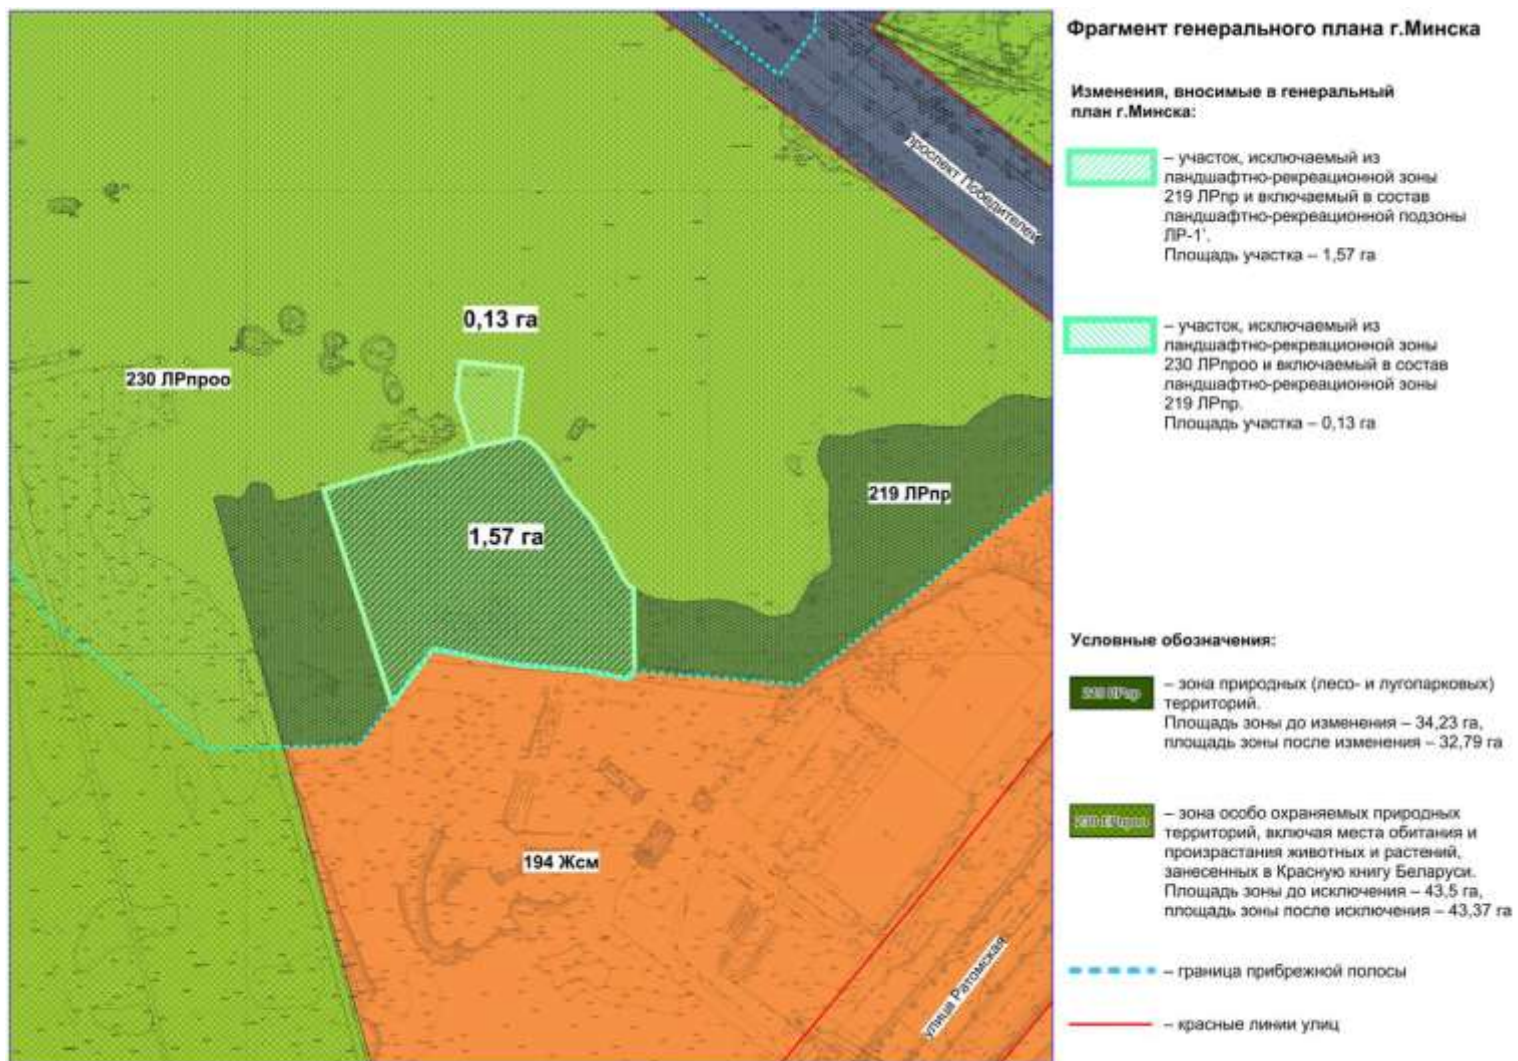 Фрагмент генерального плана г.Минска
Изменения, вносимые в генеральный
план г.Минска:
– участок, исключаемый из
ландшафтно-рекреационной зоны
219 ЛРпр и включаемый в состав
ландшафтно-рекреационной подзоны
ЛР-1'.
Площадь участка – 1,57 га
– участок, исключаемый из
ландшафтно-рекреационной зоны
230 ЛРпроо и включаемый в состав
ландшафтно-рекреационной зоны
219 ЛРпр.
Площадь участка – 0,13 га
Условные обозначения:
219 ЛРпр
– зона природных (лесо- и лугопарковых)
территорий.
Площадь зоны до изменения – 34,23 га,
площадь зоны после изменения – 32,79 га
230 ЛРпроо
– зона особо охраняемых природных
территорий, включая места обитания и
произрастания животных и растений,
занесенных в Красную книгу Беларуси.
Площадь зоны до исключения – 43,5 га,
площадь зоны после исключения – 43,37 га
– граница прибрежной полосы
– красные линии улиц
проспект Победителей
0,13 га
230 ЛРпроо
219 ЛРпр
1,57 га
194 Жсм
улица Ратомская